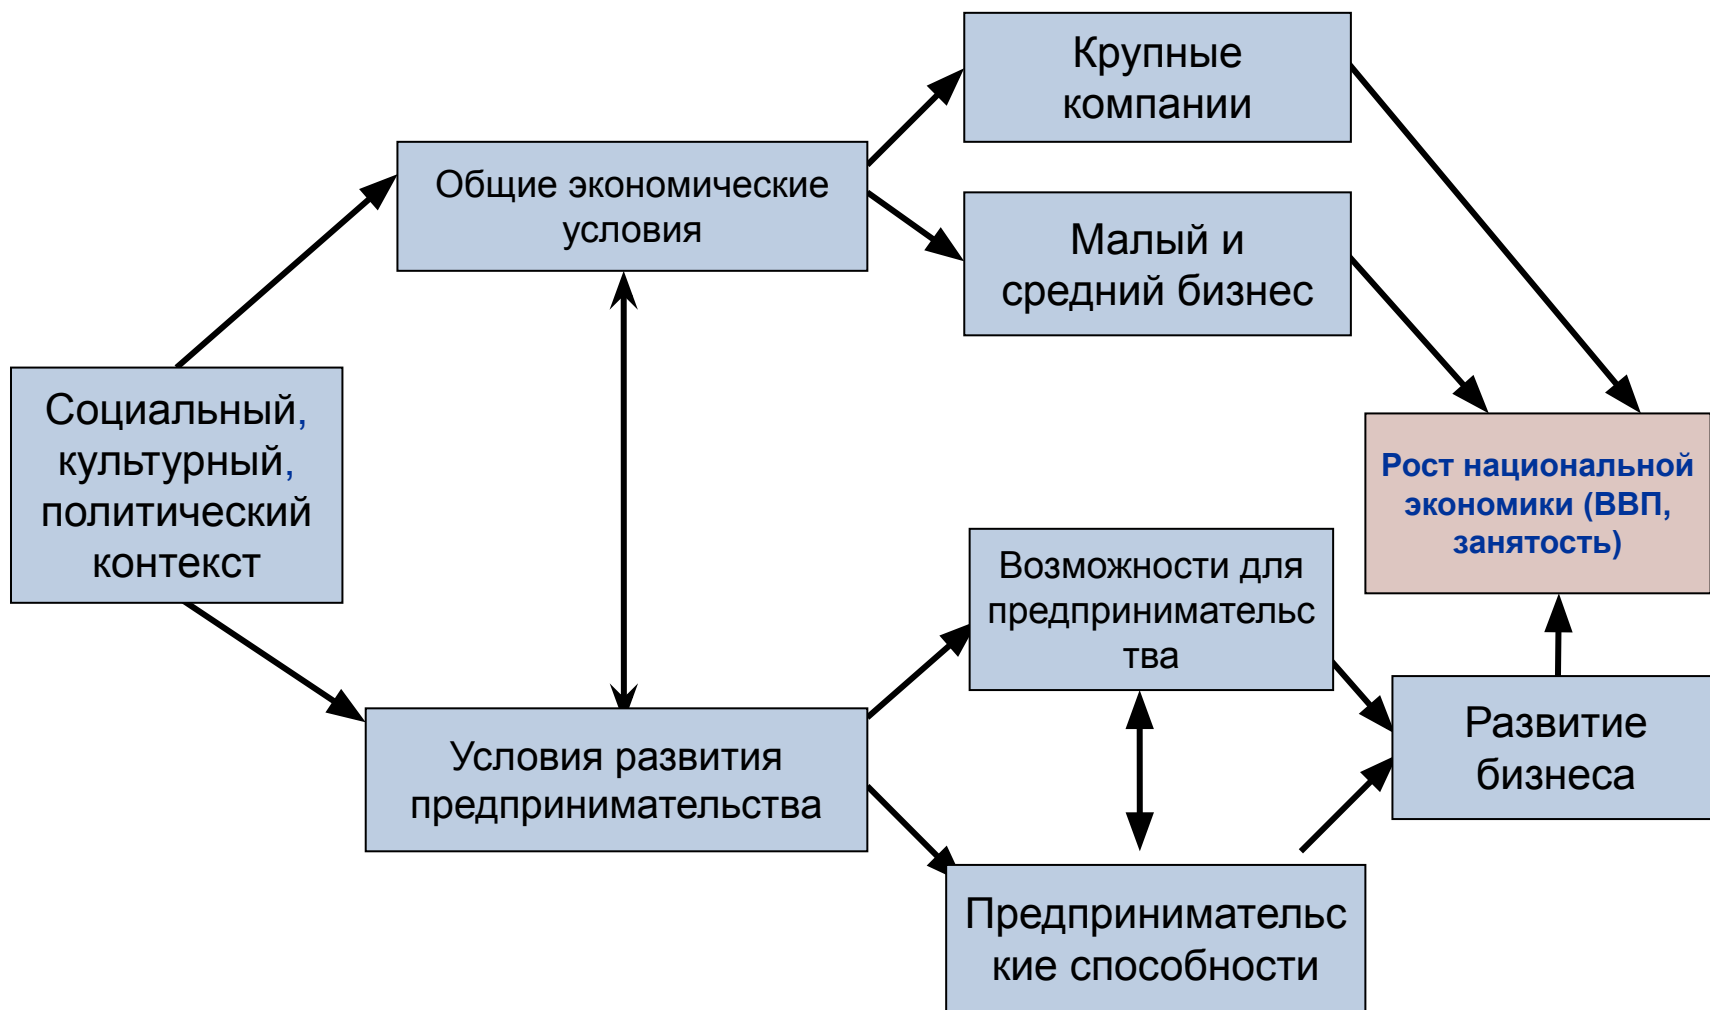 Крупные
компании
Общие экономические
условия
Малый и
средний бизнес
Социальный,
культурный,
политический
контекст
Рост национальной
экономики (ВВП,
занятость)
Возможности для
предпринимательс
тва
Условия развития
предпринимательства
Развитие
бизнеса
Предпринимательс
кие способности